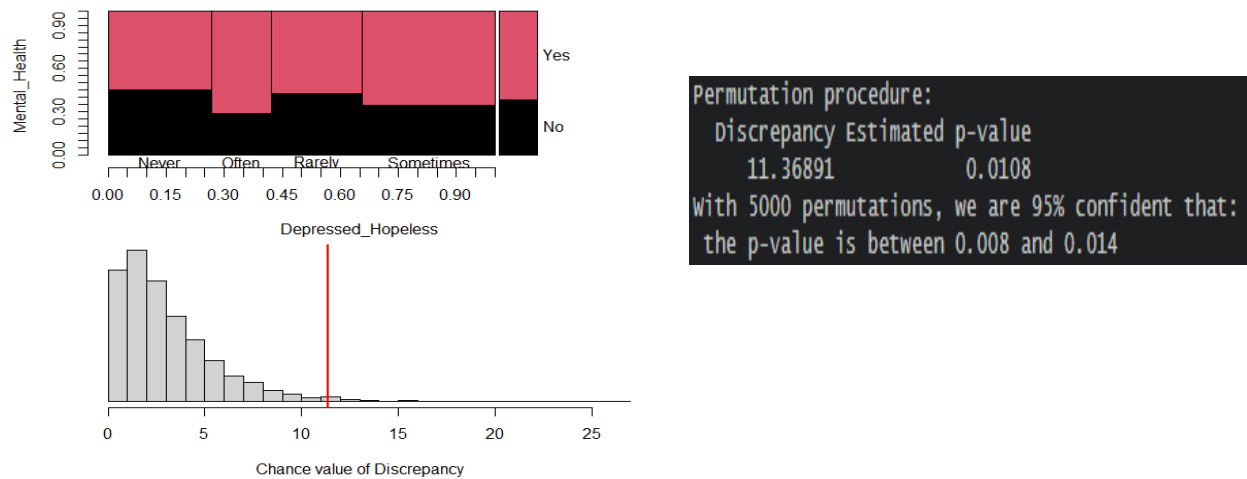 Mental_Health
0.00 0.30 0.60 0.90
Yes
No
Never Often Rarely Sometimes
0.00 0.15 0.30 0.45 0.60 0.75 0.90
Depressed_Hopeless
0 5 10 15 20 25
Chance value of Discrepancy
Permutation procedure:
Discrepancy Estimated p-value
11.36891 0.0108
With 5000 permutations, we are 95% confident that:
the p-value is between 0.008 and 0.014